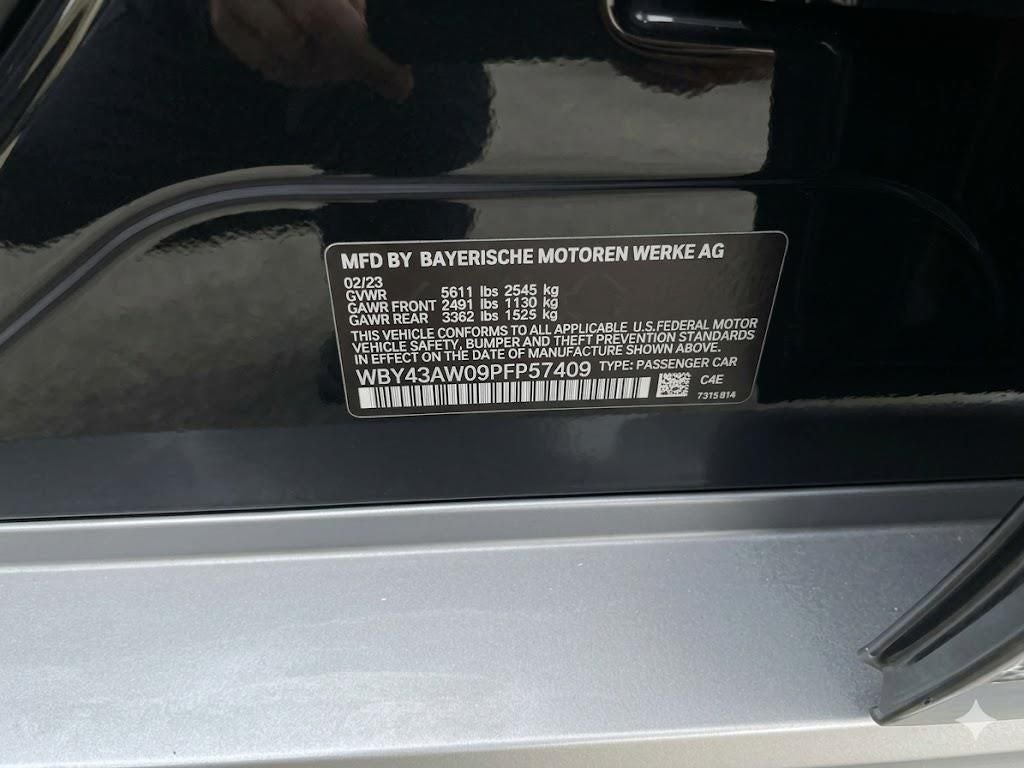 MFD BY BAYERISCHE MOTOREN WERKE AG
02/23
GVWR 5611 lbs 2545 kg
GAWR FRONT 2491 lbs 1130 kg
GAWR REAR 3362 lbs 1525 kg
THIS VEHICLE CONFORMS TO ALL APPLICABLE U.S.FEDERAL MOTOR
VEHICLE SAFETY, BUMPER AND THEFT PREVENTION STANDARDS
IN EFFECT ON THE DATE OF MANUFACTURE SHOWN ABOVE.
WBY43AW09PFP57409 TYPE: PASSENGER CAR
C4E
7315814